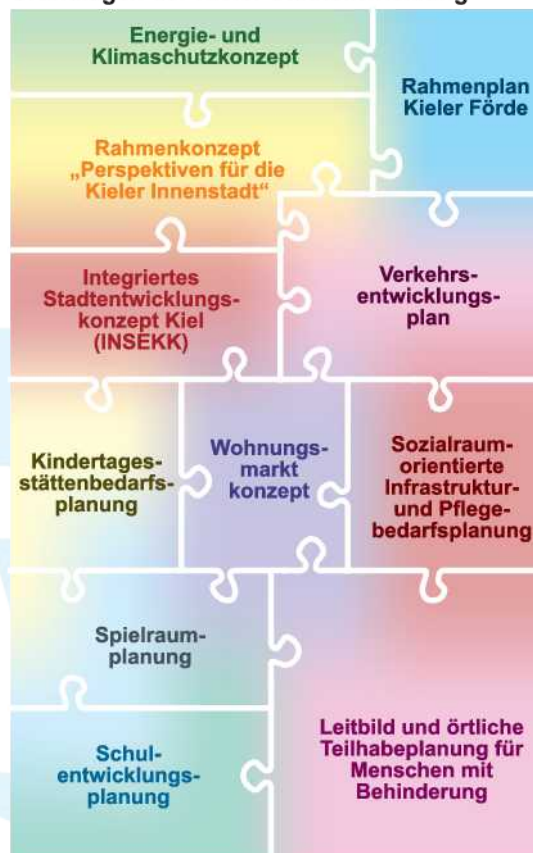 Energie- und
Klimaschutzkonzept
Rahmenplan
Kieler Förde
Rahmenkonzept
„Perspektiven für die
Kieler Innenstadt“
Integriertes
Stadtentwicklungs-
konzept Kiel
(INSEKK)
Verkehrs-
entwicklungs-
plan
Kindertages-
stättenbedarfs-
planung
Wohnungs-
markt
konzept
Sozialraum-
orientierte
Infrastruktur-
und Pflege-
bedarfsplanung
Spielraum-
planung
Schul-
entwicklungs-
planung
Leitbild und örtliche
Teilhabeplanung für
Menschen mit
Behinderung